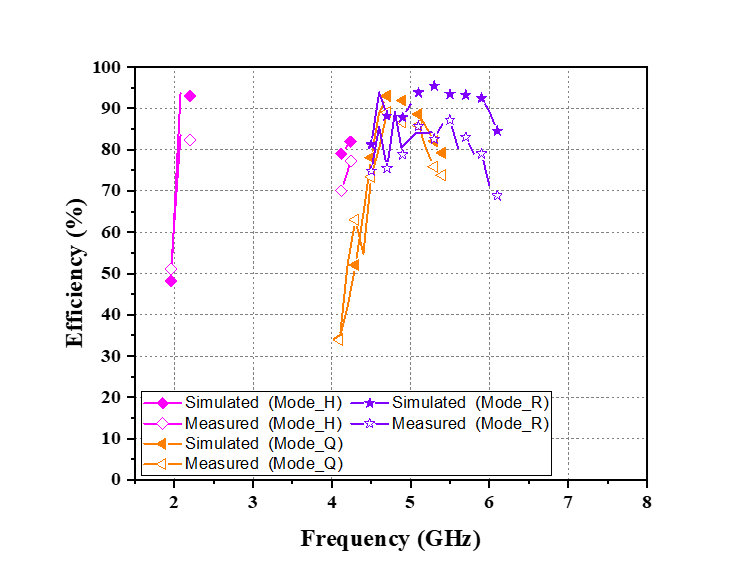 100
90
80
70
60
50
40
30
20
10
0
Efficiency (%)
Simulated (Mode_H)
Measured (Mode_H)
Simulated (Mode_Q)
Measured (Mode_Q)
Simulated (Mode_R)
Measured (Mode_R)
2 3 4 5 6 7 8
Frequency (GHz)